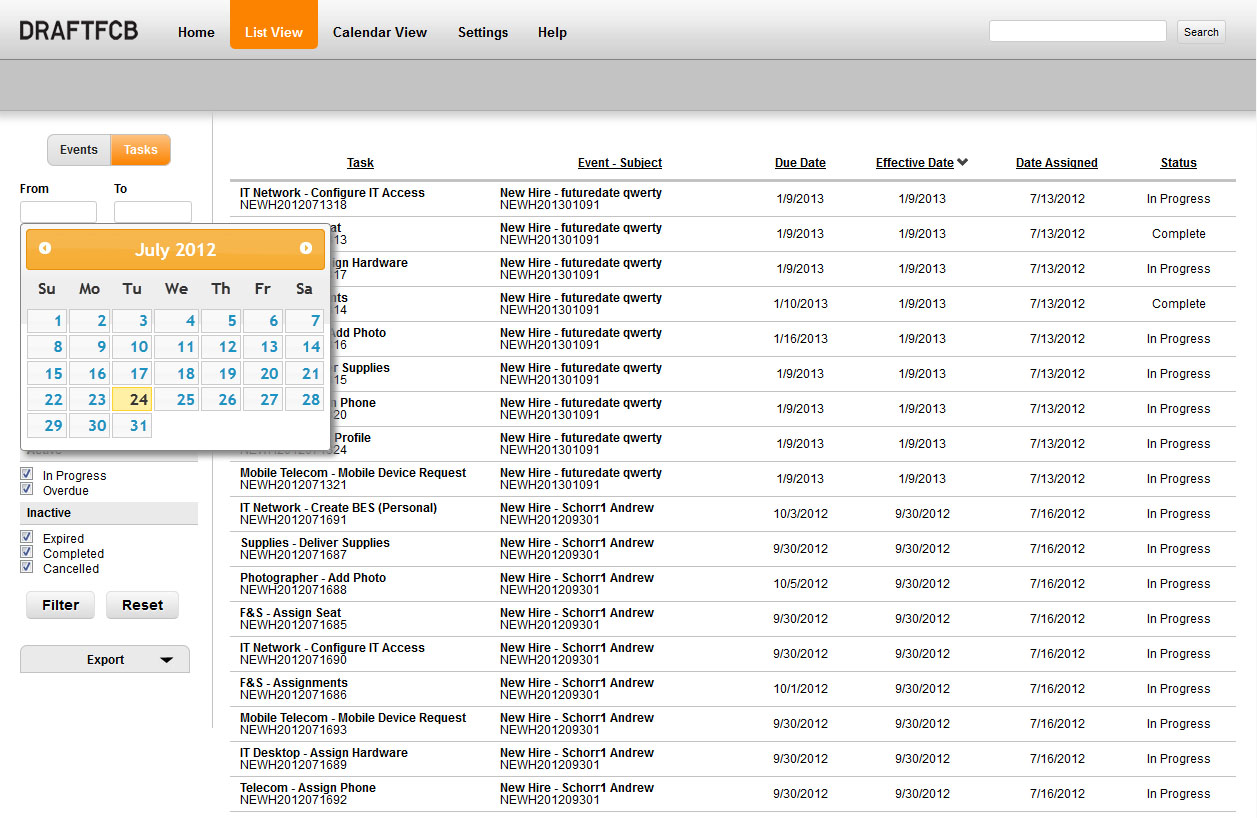 DRAFTFCB
Home
List View
Calendar View
Settings
Help
Search
Events
Tasks
From
To
July 2012
Su Mo Tu We Th Fr Sa
1 2 3 4 5 6 7
8 9 10 11 12 13 14
15 16 17 18 19 20 21
22 23 24 25 26 27 28
29 30 31
In Progress
Overdue
Inactive
Expired
Completed
Cancelled
Filter
Reset
Export
Task Event - Subject Due Date Effective Date Date Assigned Status
IT Network - Configure IT Access New Hire - futuredate qwerty 1/9/2013 1/9/2013 7/13/2012 In Progress
NEWH2012071318 NEWH201301091
at New Hire - futuredate qwerty 1/9/2013 1/9/2013 7/13/2012 Complete
13 NEWH201301091
gn Hardware New Hire - futuredate qwerty 1/9/2013 1/9/2013 7/13/2012 In Progress
17 NEWH201301091
nts New Hire - futuredate qwerty 1/10/2013 1/9/2013 7/13/2012 Complete
14 NEWH201301091
Add Photo New Hire - futuredate qwerty 1/16/2013 1/9/2013 7/13/2012 In Progress
16 NEWH201301091
r Supplies New Hire - futuredate qwerty 1/9/2013 1/9/2013 7/13/2012 In Progress
15 NEWH201301091
n Phone New Hire - futuredate qwerty 1/9/2013 1/9/2013 7/13/2012 In Progress
20 NEWH201301091
Profile New Hire - futuredate qwerty 1/9/2013 1/9/2013 7/13/2012 In Progress
24 NEWH201301091
Mobile Telecom - Mobile Device Request New Hire - futuredate qwerty 1/9/2013 1/9/2013 7/13/2012 In Progress
NEWH2012071321 NEWH201301091
IT Network - Create BES (Personal) New Hire - Schorr1 Andrew 10/3/2012 9/30/2012 7/16/2012 In Progress
NEWH2012071691 NEWH201209301
Supplies - Deliver Supplies New Hire - Schorr1 Andrew 9/30/2012 9/30/2012 7/16/2012 In Progress
NEWH2012071687 NEWH201209301
Photographer - Add Photo New Hire - Schorr1 Andrew 10/5/2012 9/30/2012 7/16/2012 In Progress
NEWH2012071688 NEWH201209301
F&S - Assign Seat New Hire - Schorr1 Andrew 9/30/2012 9/30/2012 7/16/2012 In Progress
NEWH2012071685 NEWH201209301
IT Network - Configure IT Access New Hire - Schorr1 Andrew 9/30/2012 9/30/2012 7/16/2012 In Progress
NEWH2012071690 NEWH201209301
F&S - Assignments New Hire - Schorr1 Andrew 10/1/2012 9/30/2012 7/16/2012 In Progress
NEWH2012071686 NEWH201209301
Mobile Telecom - Mobile Device Request New Hire - Schorr1 Andrew 9/30/2012 9/30/2012 7/16/2012 In Progress
NEWH2012071693 NEWH201209301
IT Desktop - Assign Hardware New Hire - Schorr1 Andrew 9/30/2012 9/30/2012 7/16/2012 In Progress
NEWH2012071689 NEWH201209301
Telecom - Assign Phone New Hire - Schorr1 Andrew 9/30/2012 9/30/2012 7/16/2012 In Progress
NEWH2012071692 NEWH201209301